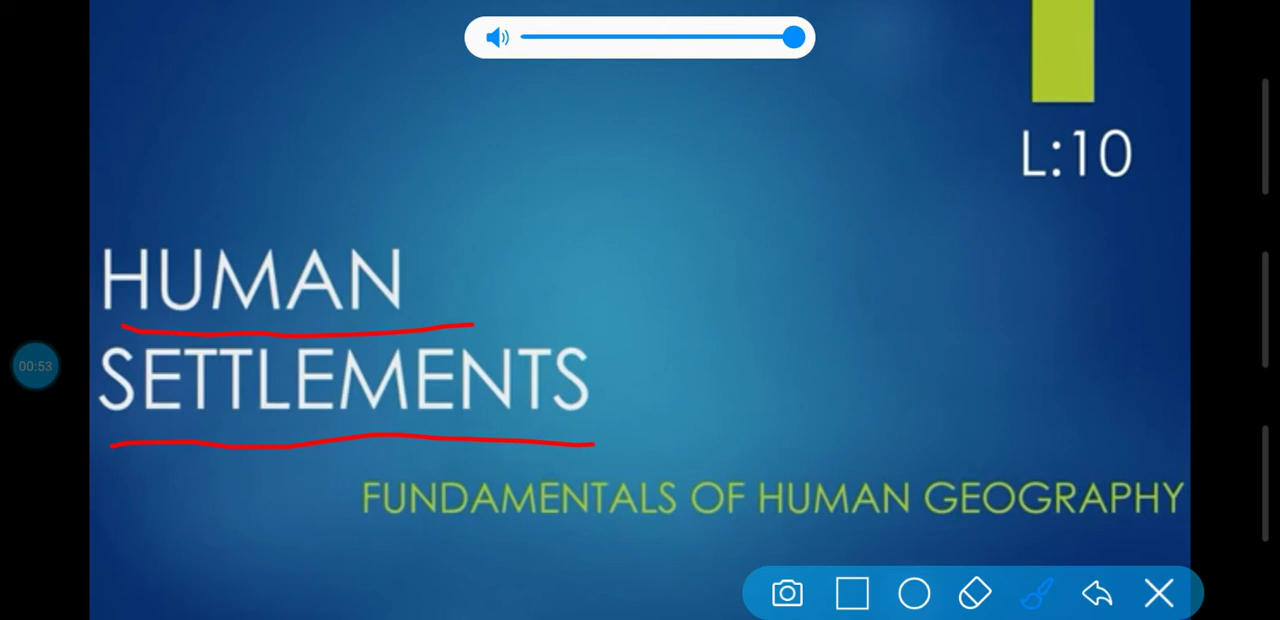 L:10
HUMAN
SETTLEMENTS
00:53
FUNDAMENTALS OF HUMAN GEOGRAPHY